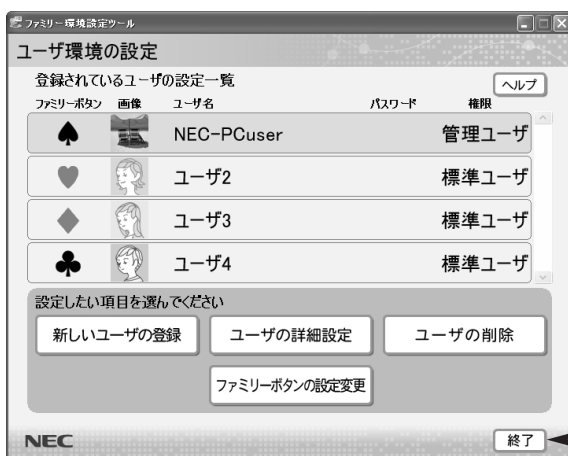 ファミリー環境設定ツール
ユーザ環境の設定
登録されているユーザの設定一覧
ヘルプ
ファミリーボタン 画像 ユーザ名 パスワード 権限
NEC-PCuser 管理ユーザ
ユーザ2 標準ユーザ
ユーザ3 標準ユーザ
ユーザ4 標準ユーザ
設定したい項目を選んでください
新しいユーザの登録 ユーザの詳細設定 ユーザの削除
ファミリーボタンの設定変更
NEC 終了